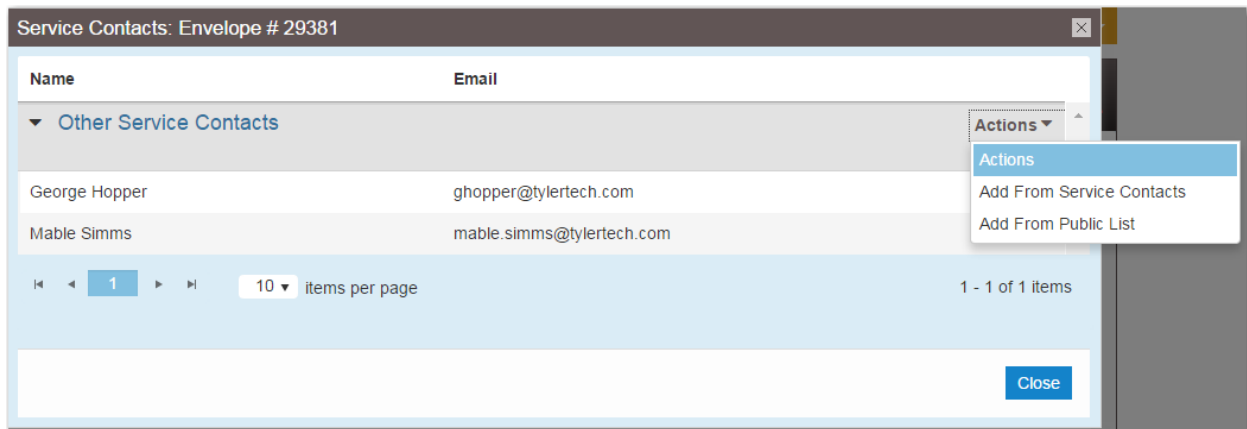 Service Contacts: Envelope # 29381
Name Email
Other Service Contacts Actions
Actions
Add From Service Contacts
Add From Public List
George Hopper ghopper@tylertech.com
Mable Simms mable.simms@tylertech.com
1 10 items per page 1 - 1 of 1 items
Close